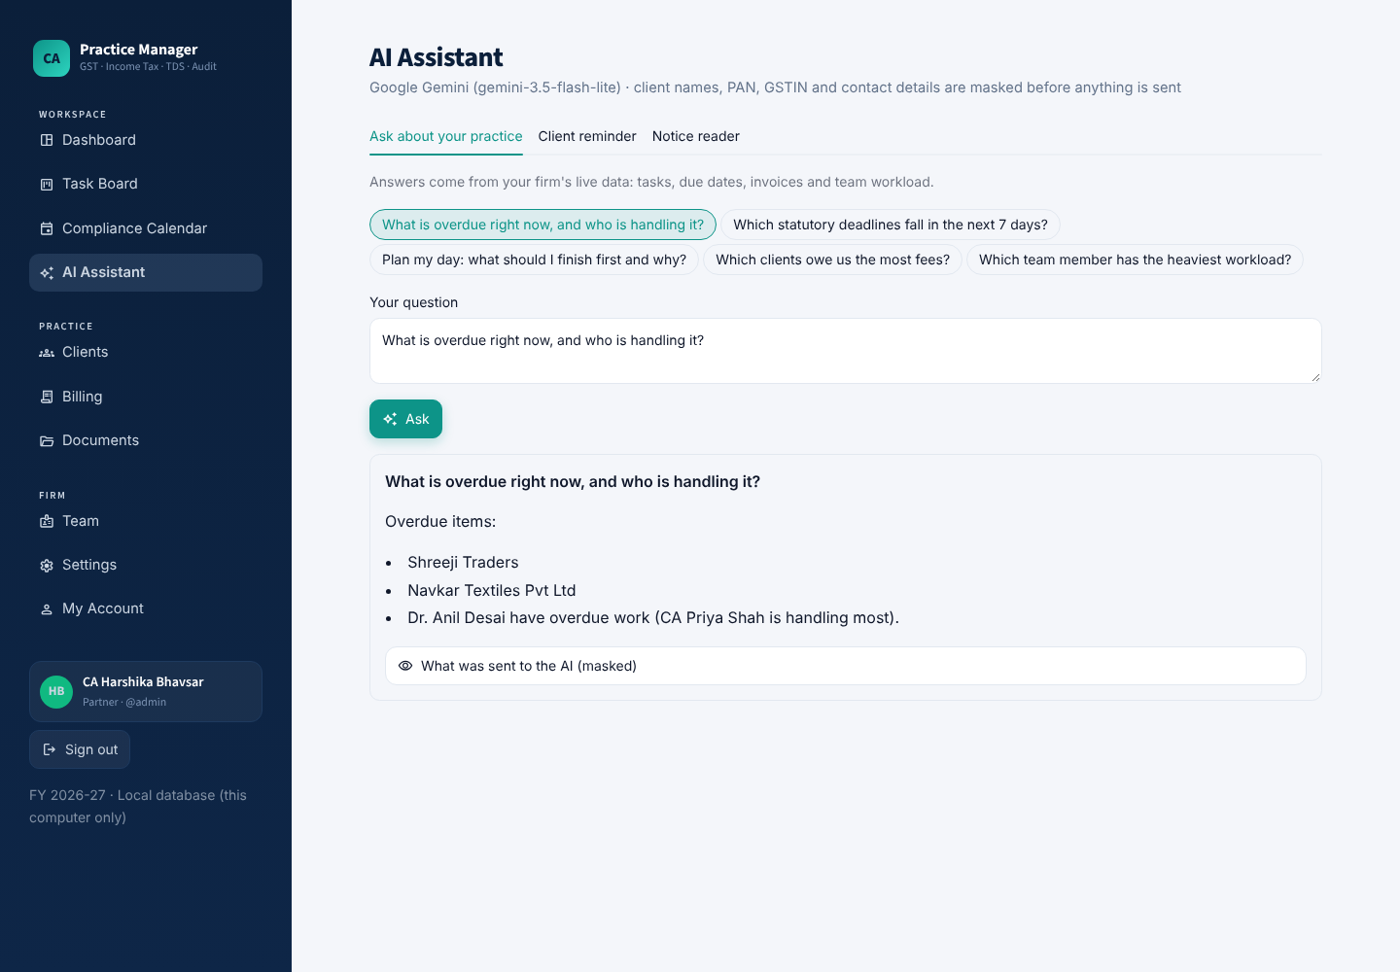 CA
Practice Manager
GST · Income Tax · TDS · Audit
WORKSPACE
Dashboard
Task Board
Compliance Calendar
AI Assistant
PRACTICE
Clients
Billing
Documents
FIRM
Team
Settings
My Account
HB
CA Harshika Bhavsar
Partner · @admin
Sign out
FY 2026-27 · Local database (this
computer only)
AI Assistant
Google Gemini (gemini-3.5-flash-lite) · client names, PAN, GSTIN and contact details are masked before anything is sent
Ask about your practice Client reminder Notice reader
Answers come from your firm's live data: tasks, due dates, invoices and team workload.
What is overdue right now, and who is handling it? Which statutory deadlines fall in the next 7 days?
Plan my day: what should I finish first and why? Which clients owe us the most fees? Which team member has the heaviest workload?
Your question
What is overdue right now, and who is handling it?
Ask
What is overdue right now, and who is handling it?
Overdue items:
• Shreeji Traders
• Navkar Textiles Pvt Ltd
• Dr. Anil Desai have overdue work (CA Priya Shah is handling most).
What was sent to the AI (masked)